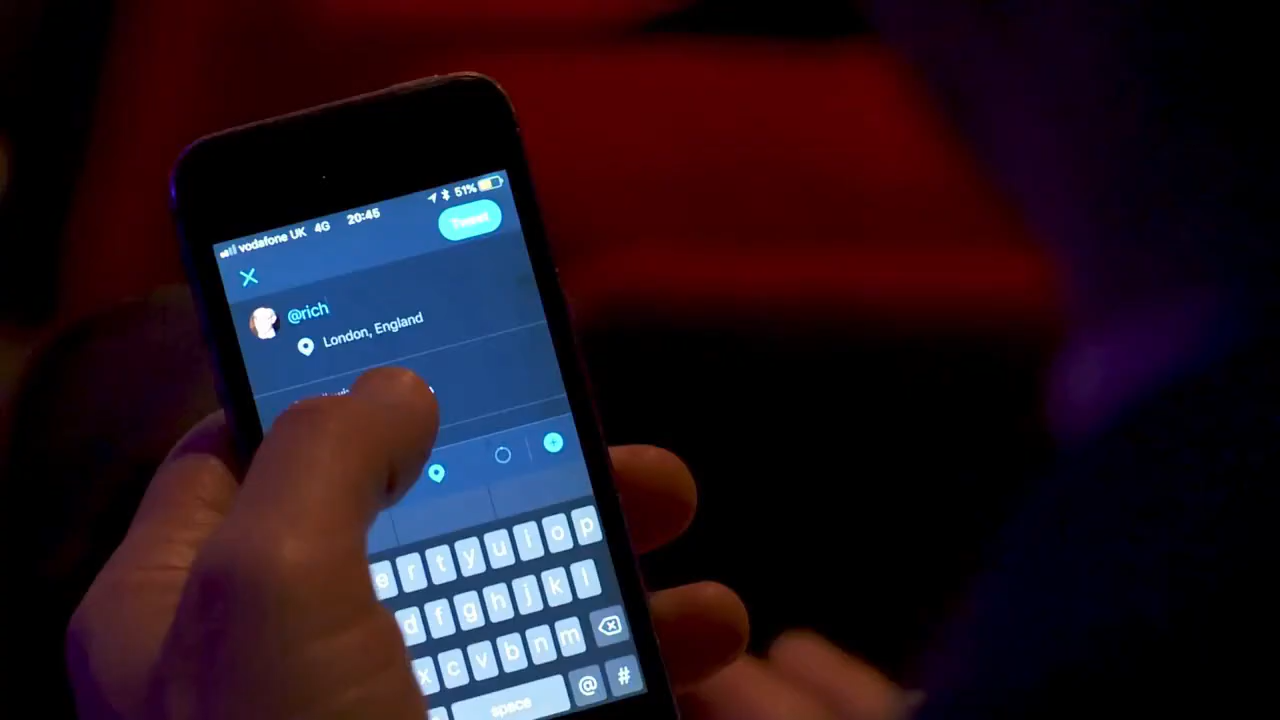 vodafone UK 4G 20:45 51%
Tweet
@rich
London, England
e r t y u i o p
d f g h j k l
x c v b n m
space @ #